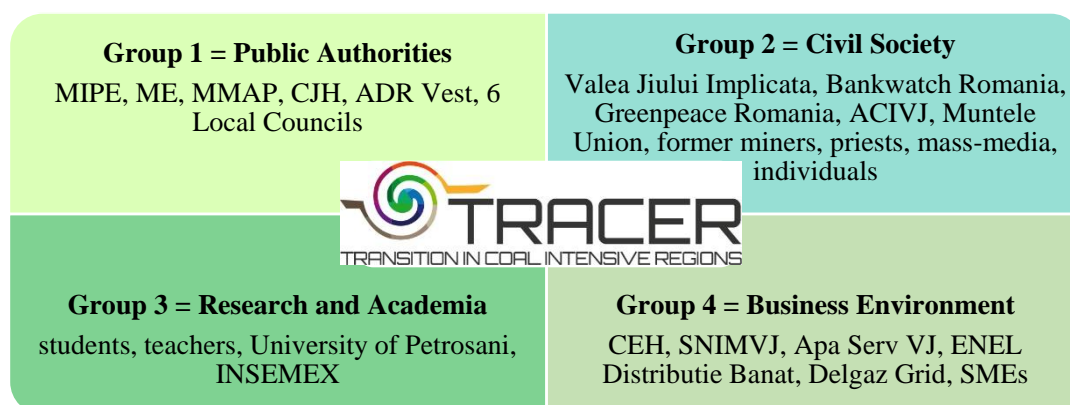 Group 1 = Public Authorities
MIPE, ME, MMAP, CJH, ADR Vest, 6
Local Councils
Group 2 = Civil Society
Valea Jiului Implicata, Bankwatch Romania,
Greenpeace Romania, ACIVJ, Muntele
Union, former miners, priests, mass-media,
individuals
TRACER
TRANSITION IN COAL INTENSIVE REGIONS
Group 3 = Research and Academia
students, teachers, University of Petrosani,
INSEMEX
Group 4 = Business Environment
CEH, SNIMVJ, Apa Serv VJ, ENEL
Distributie Banat, Delgaz Grid, SMEs